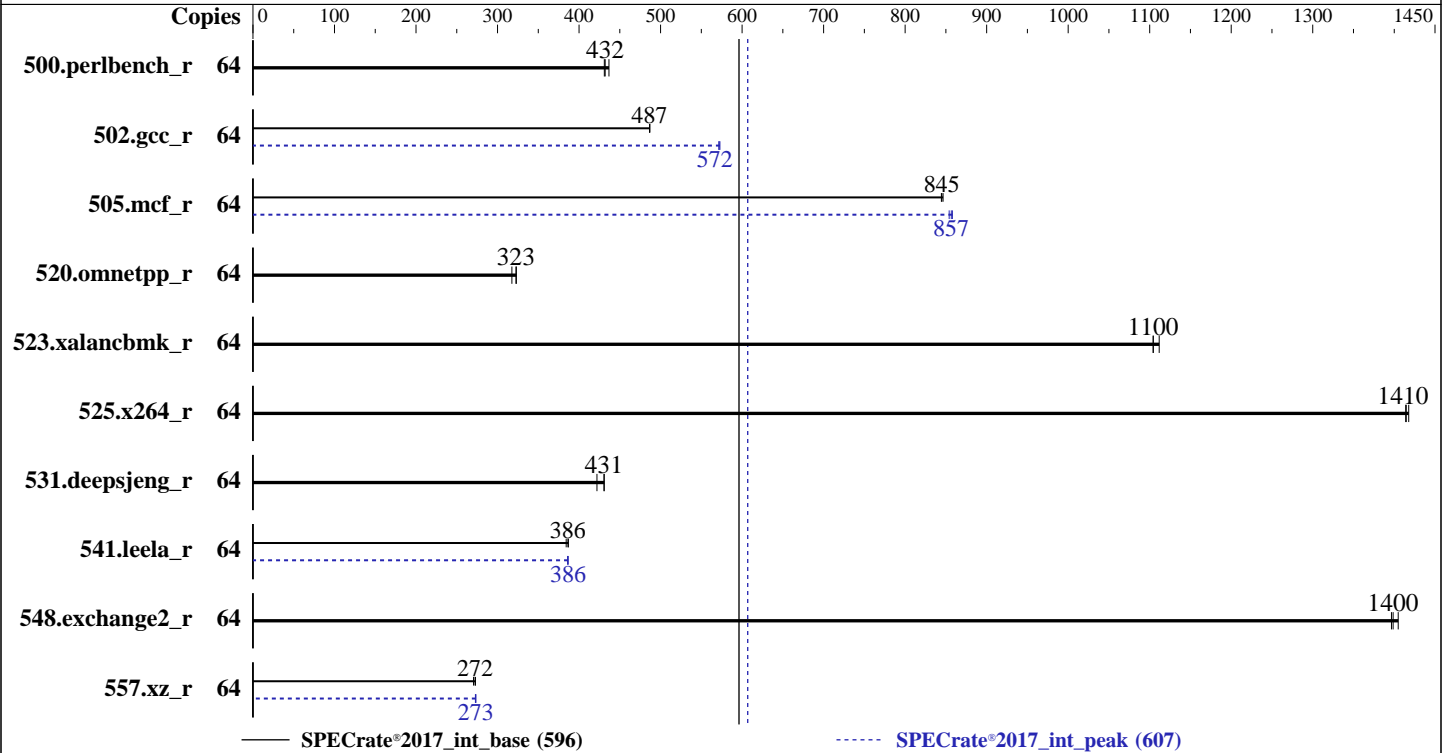 Copies 0 100 200 300 400 500 600 700 800 900 1000 1100 1200 1300 1450
500.perlbench_r 64 432
502.gcc_r 64 487
572
505.mcf_r 64 845
857
520.omnetpp_r 64 323
523.xalancbmk_r 64 1100
525.x264_r 64 1410
531.deepsjeng_r 64 431
541.leela_r 64 386
386
548.exchange2_r 64 1400
557.xz_r 64 272
273
SPECrate®2017_int_base (596) SPECrate®2017_int_peak (607)